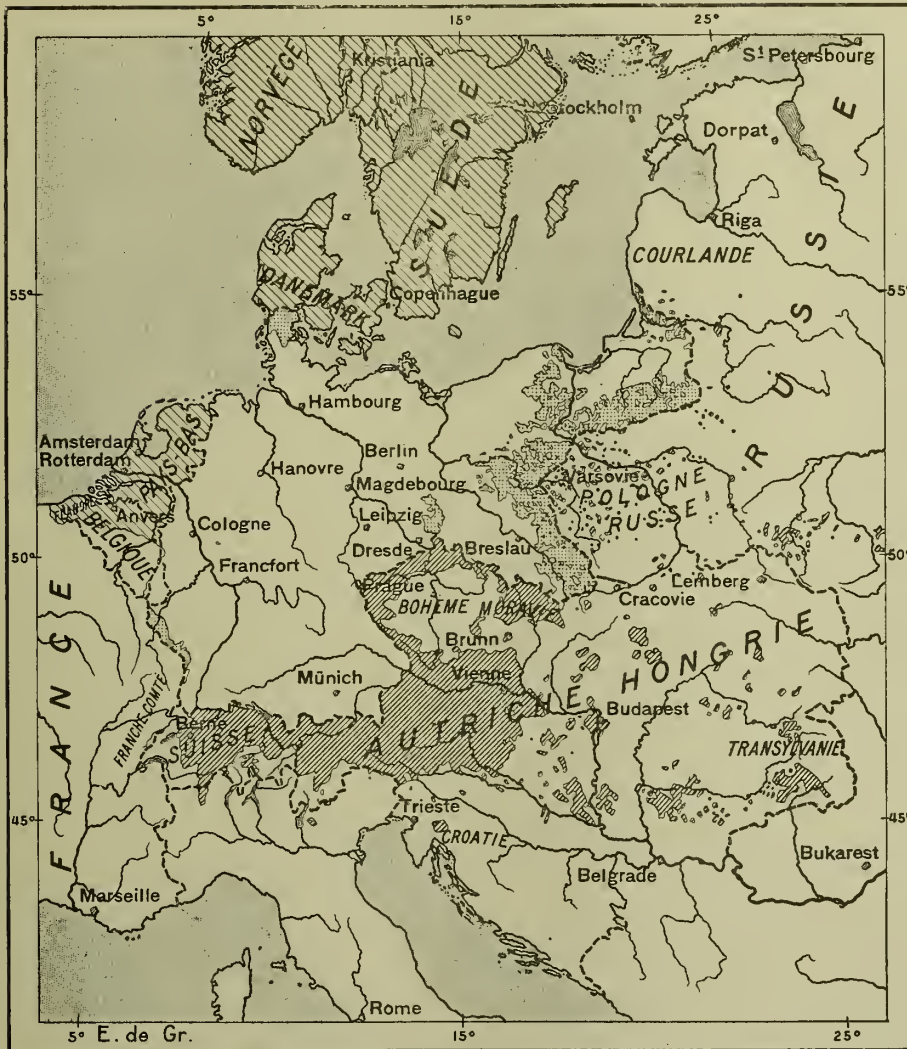 5° 15° 25°
Kristiania
St Petersbourg
NORVEGE
SUEDE
Stockholm
Dorpat
RUSSIE
Riga
COURLANDE
55° 55°
DANEMARK
Copenhague
Hambourg
Amsterdam
Rotterdam
PAYS BAS
Hanovre
Berlin
Magdebourg
Varsovie
POLOGNE
RUSSE
Anvers
BELGIQUE
Cologne
Leipzig
50° 50°
Dresde
Breslau
Francfort
Prague
Cracovie
Lemberg
BOHÊME
Brunn
FRANCE
Münich
Vienne
AUTRICHE HONGRIE
Budapest
FRANCHE-COMTE
Berne
SUISSE
TRANSYLVANIE
45° 45°
Trieste
CROATIE
Belgrade
Bukarest
Marseille
Rome
5° E. de Gr. 15° 25°